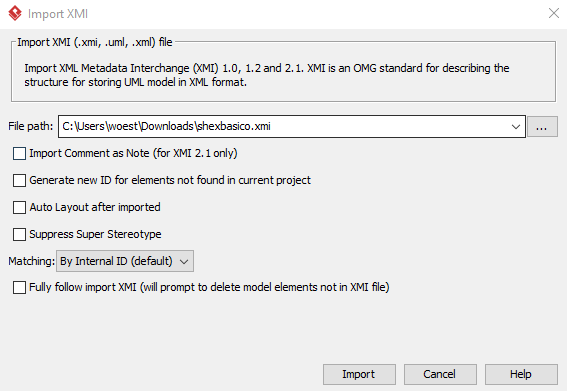 Import XMI
Import XMI (.xmi, .uml, .xml) file
Import XML Metadata Interchange (XMI) 1.0, 1.2 and 2.1. XMI is an OMG standard for describing the
structure for storing UML model in XML format.
File path: C:\Users\woest\Downloads\shexbasico.xmi ...
Import Comment as Note (for XMI 2.1 only)
Generate new ID for elements not found in current project
Auto Layout after imported
Suppress Super Stereotype
Matching: By Internal ID (default)
Fully follow import XMI (will prompt to delete model elements not in XMI file)
Import Cancel Help